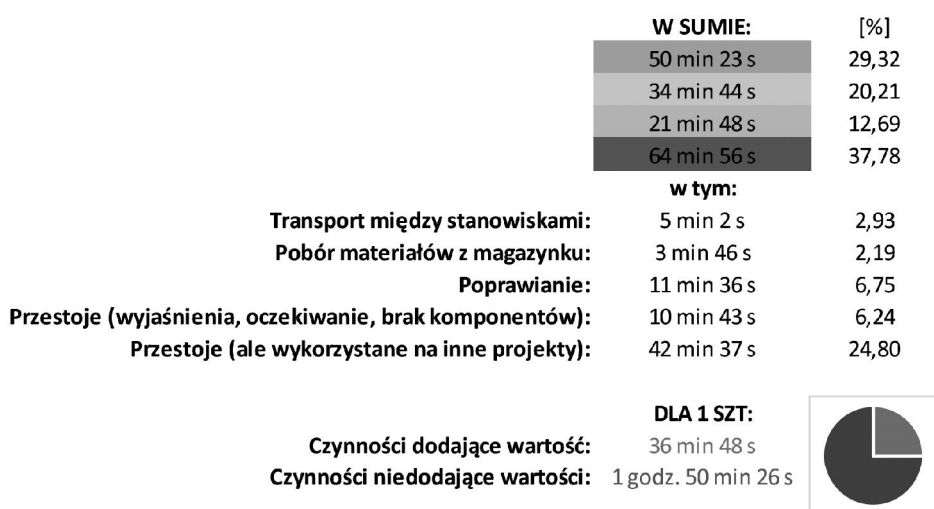 W SUMIE: [%]
50 min 23 s 29,32
34 min 44 s 20,21
21 min 48 s 12,69
64 min 56 s 37,78
w tym:
Transport między stanowiskami: 5 min 2 s 2,93
Pobór materiałów z magazynku: 3 min 46 s 2,19
Poprawianie: 11 min 36 s 6,75
Przestoje (wyjaśnienia, oczekiwanie, brak komponentów): 10 min 43 s 6,24
Przestoje (ale wykorzystane na inne projekty): 42 min 37 s 24,80
DLA 1 SZT:
Czynności dodające wartość: 36 min 48 s
Czynności niedodające wartości: 1 godz. 50 min 26 s